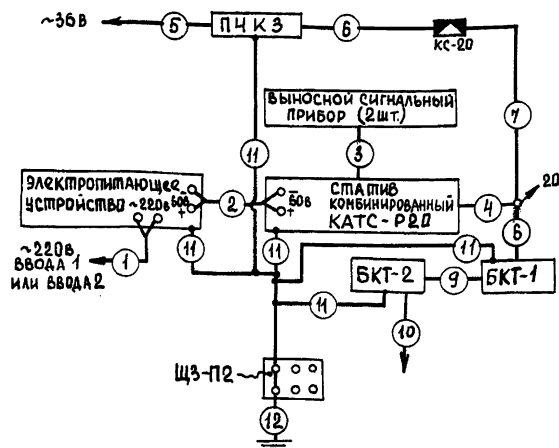 ~36В
5
ПЧКЗ
6
КС-20
7
ВЫНОСНОЙ СИГНАЛЬНЫЙ
ПРИБОР (2ШТ.)
11
3
ЭЛЕКТРОПИТАЮЩЕЕ
УСТРОЙСТВО ~220В
–
60В
+
2
–
60В
+
СТАТИВ
КОМБИНИРОВАННЫЙ
КАТС-Р20
4
20
6
1
~220В
ВВОДА 1
ИЛИ ВВОДА 2
11
11
11
БКТ-2
9
БКТ-1
11
10
ЩЗ-П2
12